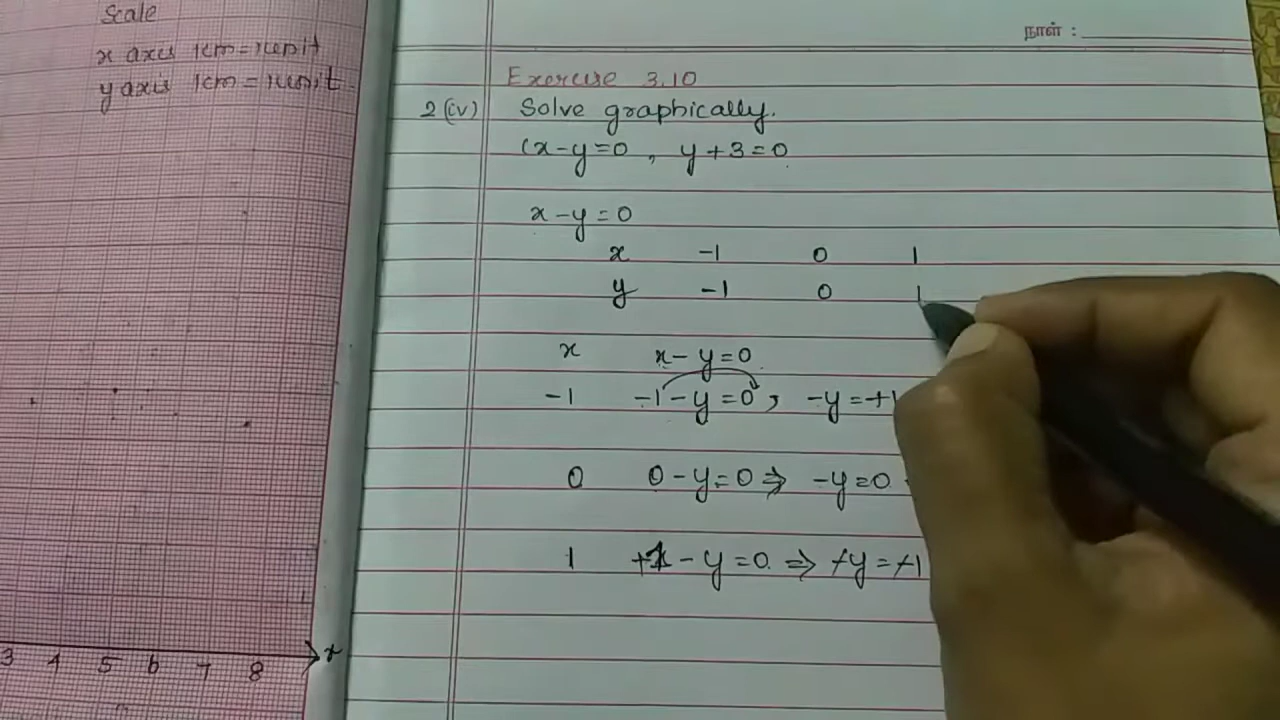 Scale
x axis 1cm=1unit
y axis 1cm=1unit
3 4 5 6 7 8 x
நாள் :
Exercise 3.10
2(iv) Solve graphically.
(x-y=0 , y+3=0
x-y=0
x -1 0 1
y -1 0 1
x x-y=0
-1 -1-y=0, -y=+1
0 0-y=0 ⇒ -y=0
1 +1-y=0. ⇒ -y=-1